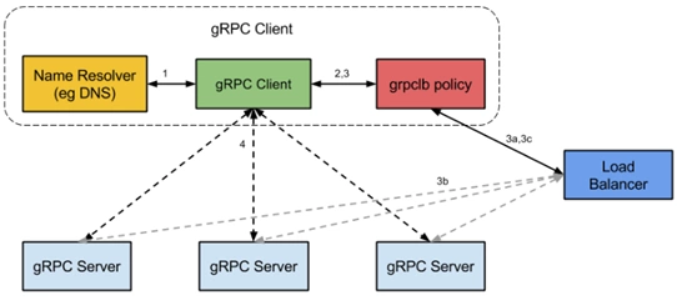 gRPC Client
Name Resolver
(eg DNS)
1
gRPC Client
2,3
grpclb policy
3a,3c
4
Load
Balancer
3b
gRPC Server
gRPC Server
gRPC Server